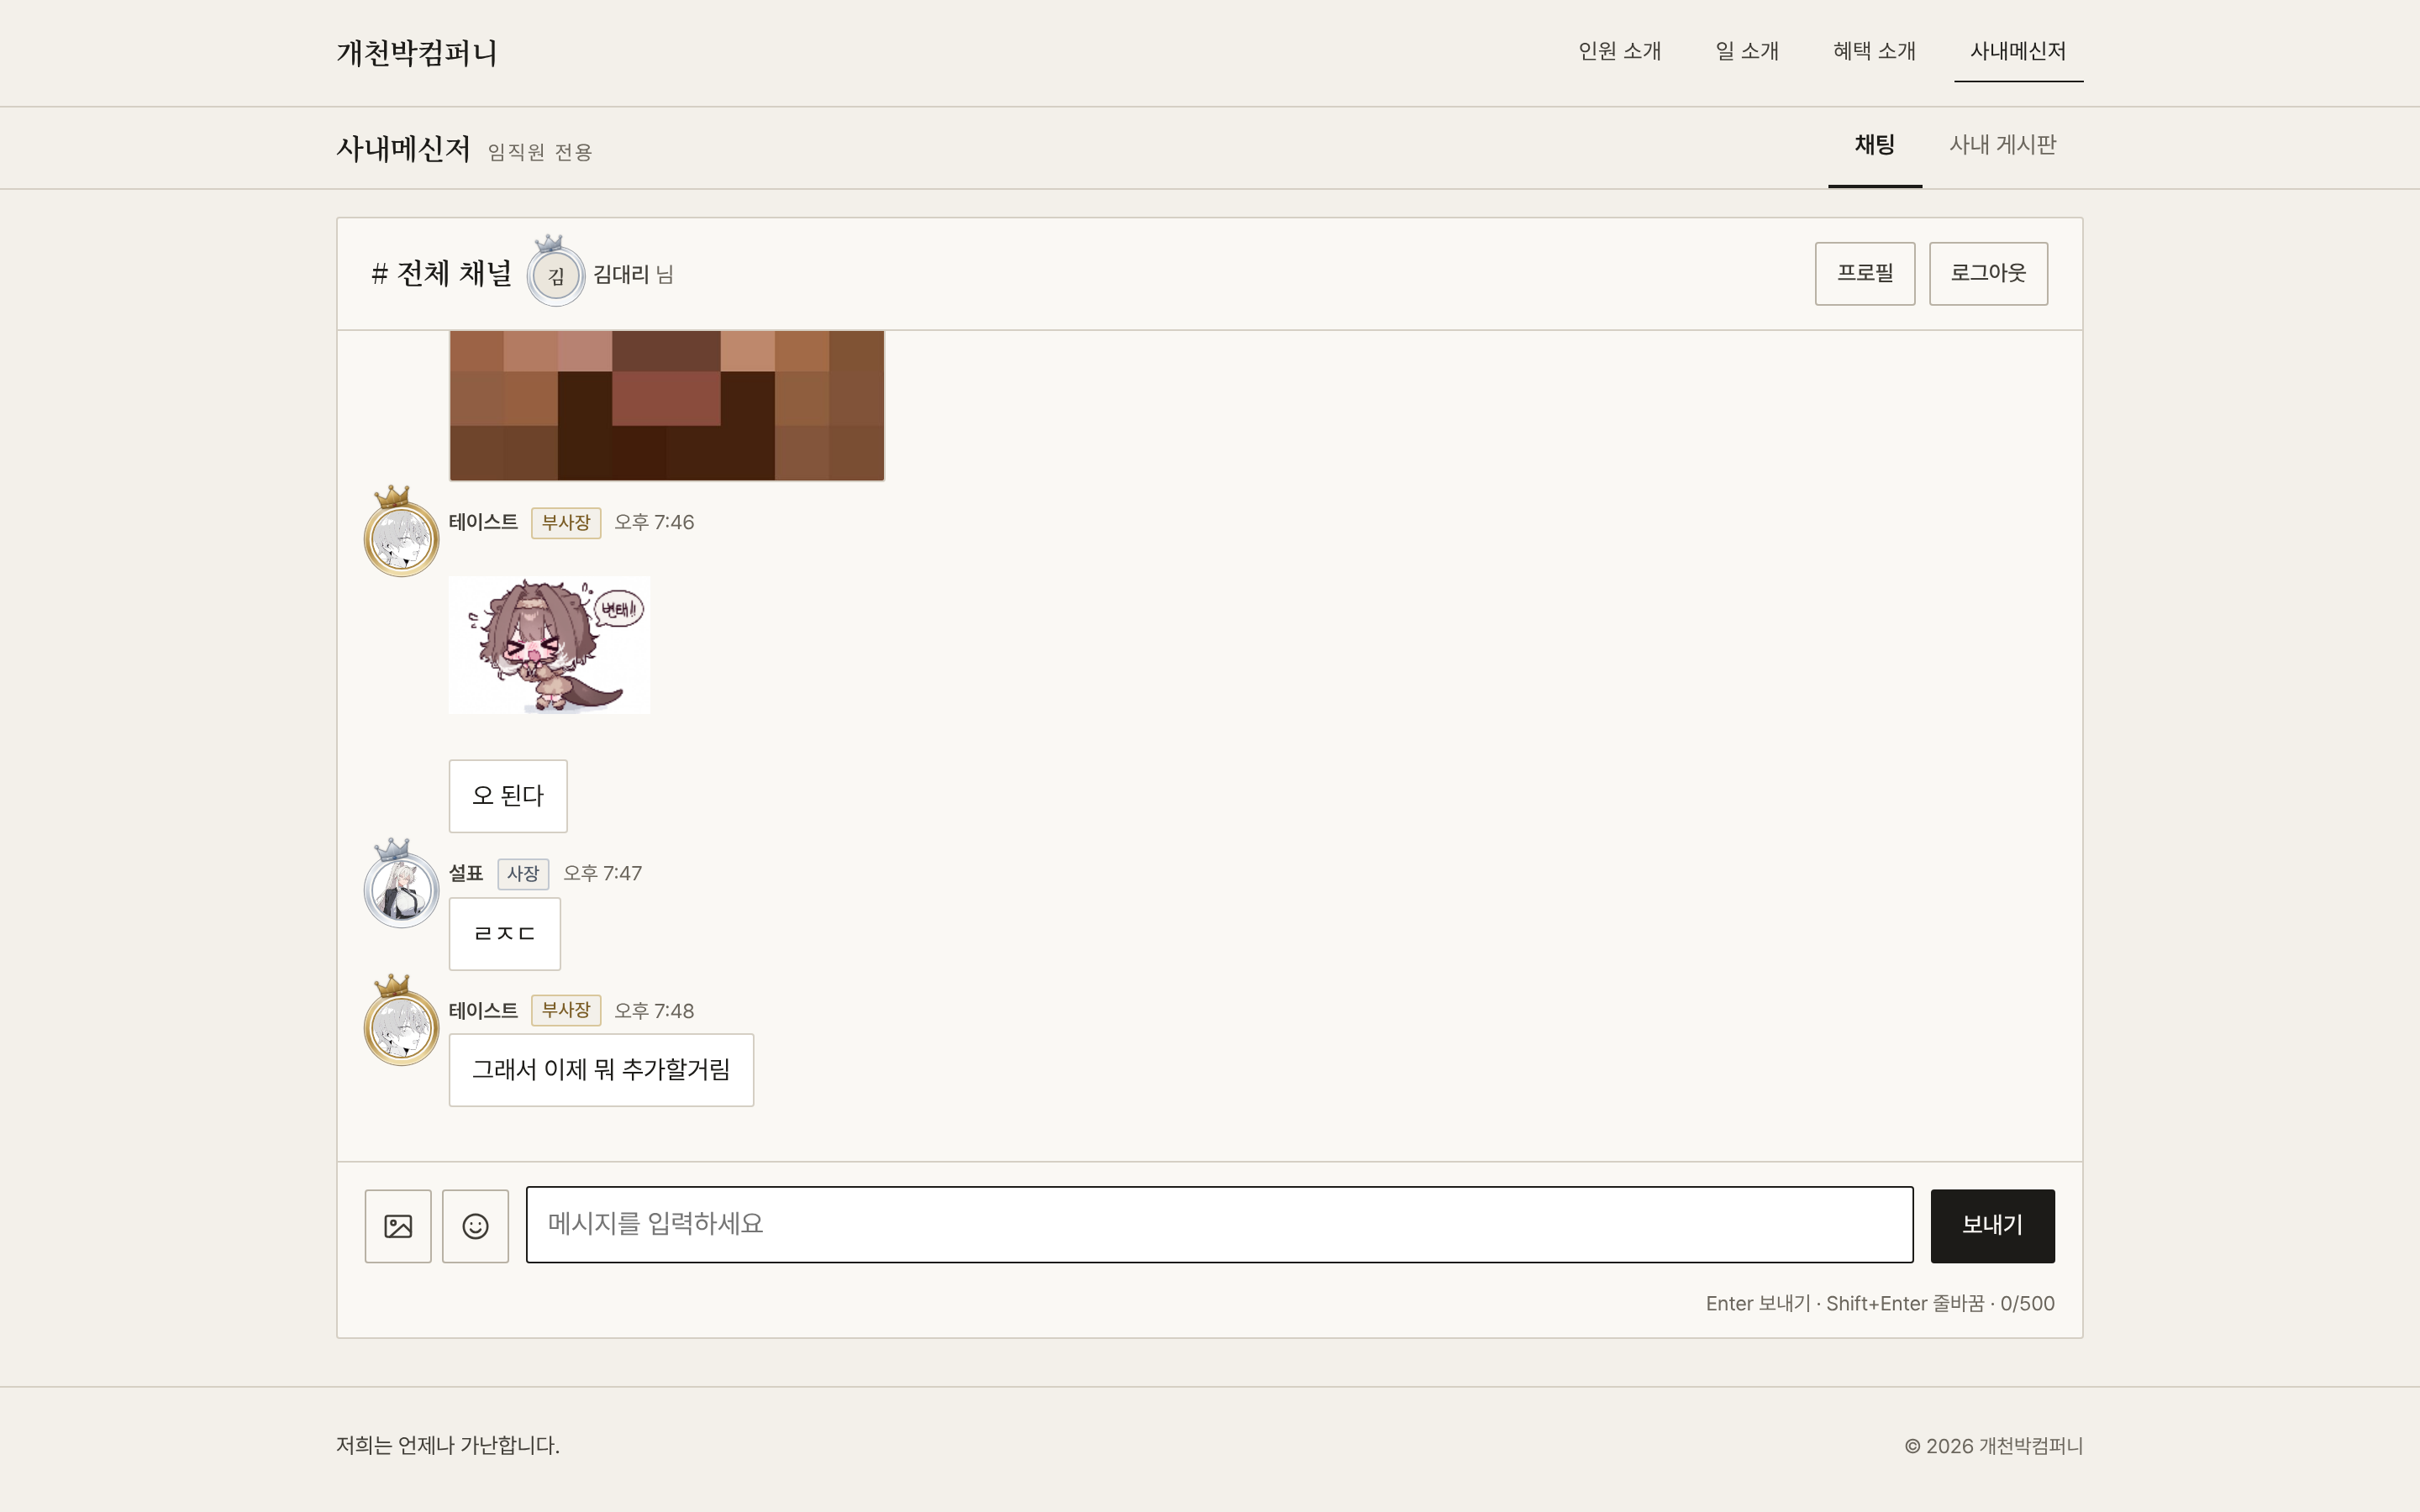 개천박컴퍼니
인원 소개 일 소개 혜택 소개 사내메신저
사내메신저 임직원 전용
채팅 사내 게시판
# 전체 채널 김 김대리 님
프로필 로그아웃
테이스트 부사장 오후 7:46
변태!!
오 된다
설표 사장 오후 7:47
ㄹㅈㄷ
테이스트 부사장 오후 7:48
그래서 이제 뭐 추가할거림
메시지를 입력하세요
보내기
Enter 보내기 · Shift+Enter 줄바꿈 · 0/500
저희는 언제나 가난합니다.
© 2026 개천박컴퍼니